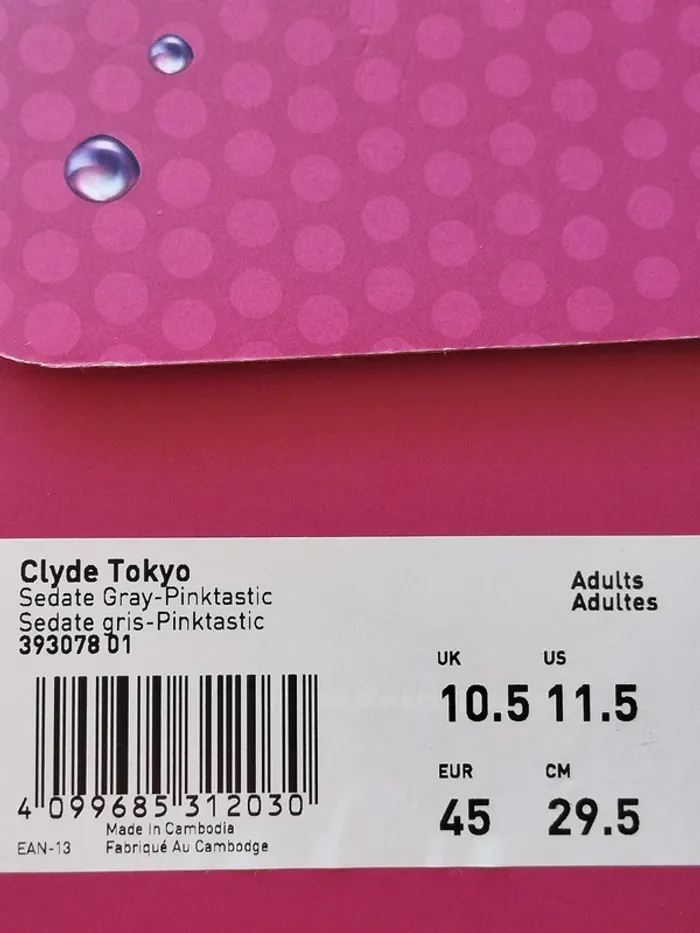 Clyde Tokyo
Sedate Gray-Pinktastic
Sedate gris-Pinktastic
393078 01
Adults
Adultes
UK US
10.5 11.5
EUR CM
45 29.5
4 099685 312030
Made In Cambodia
EAN-13 Fabriqué Au Cambodge